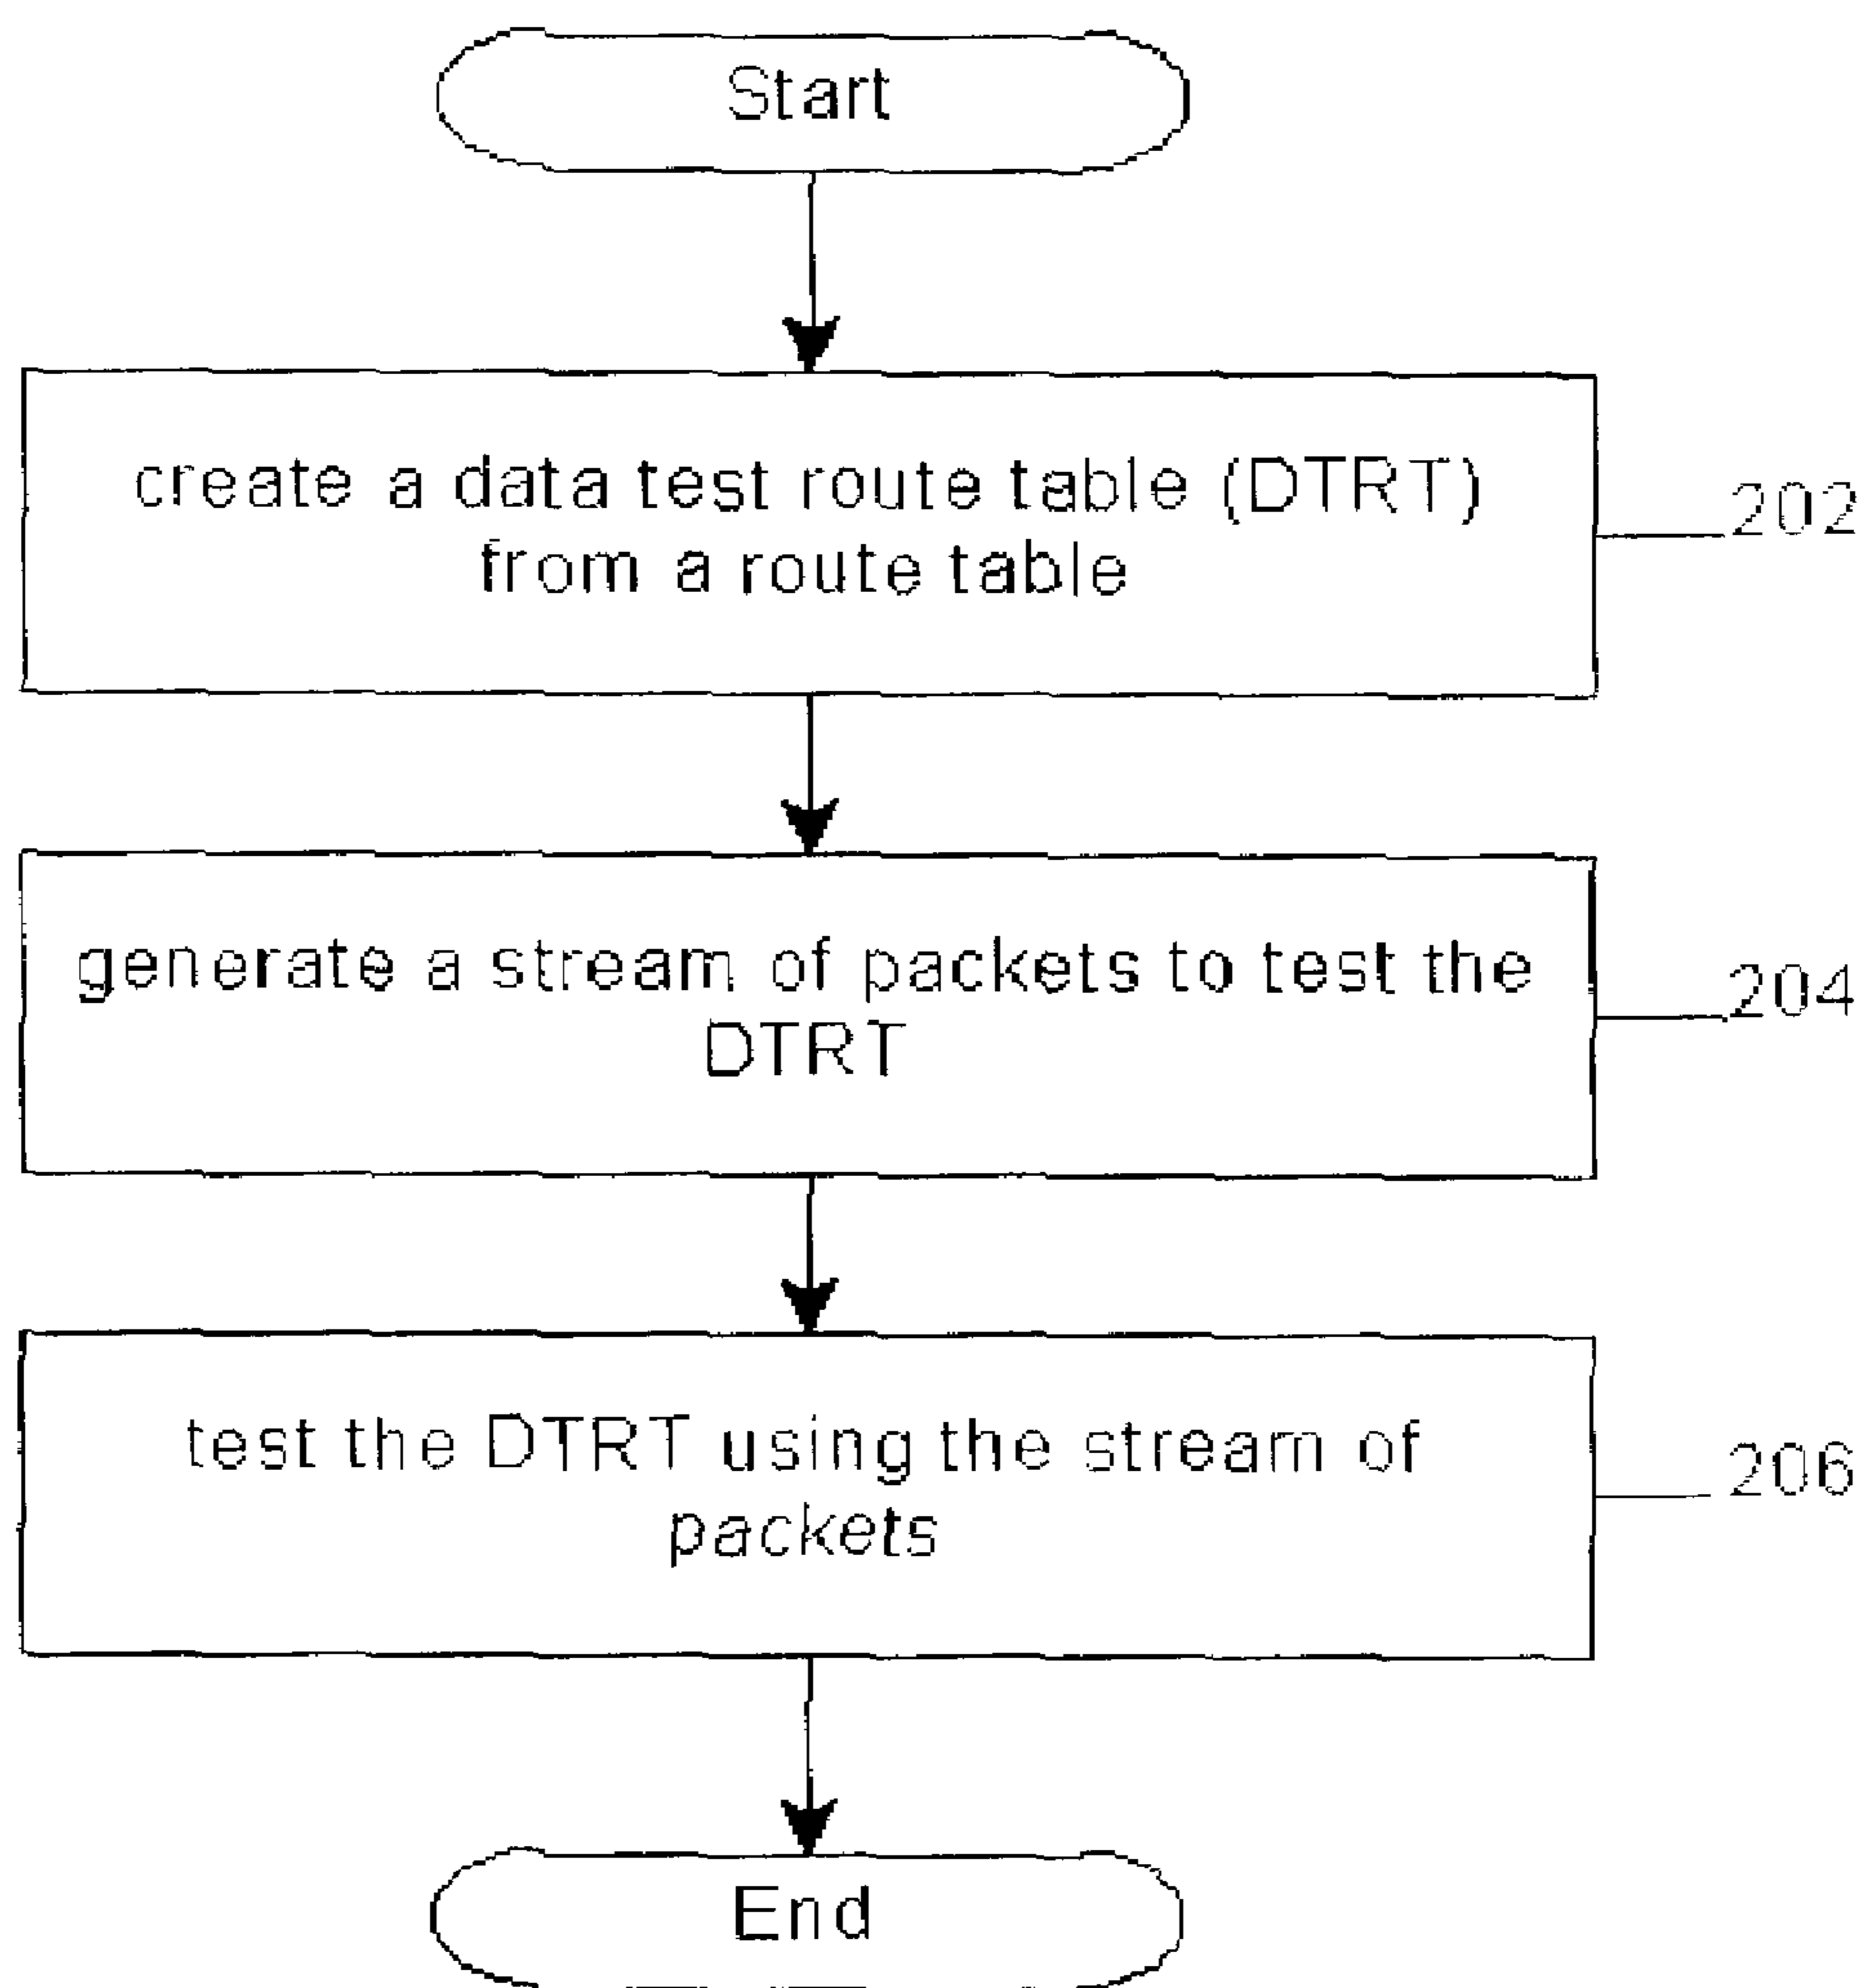 Start
create a data test route table (DTRT)
from a route table
202
generate a stream of packets to test the
DTRT
204
test the DTRT using the stream of
packets
206
End